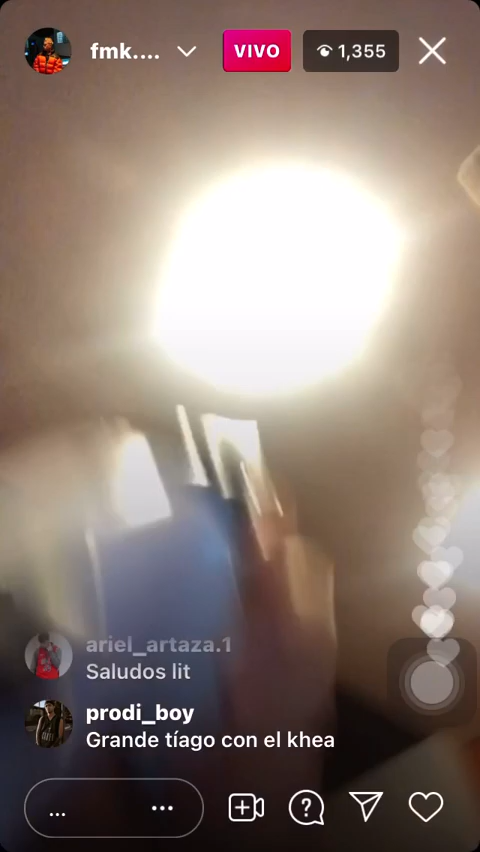 fmk....
VIVO
1,355
ariel_artaza.1
Saludos lit
prodi_boy
Grande tíago con el khea
...